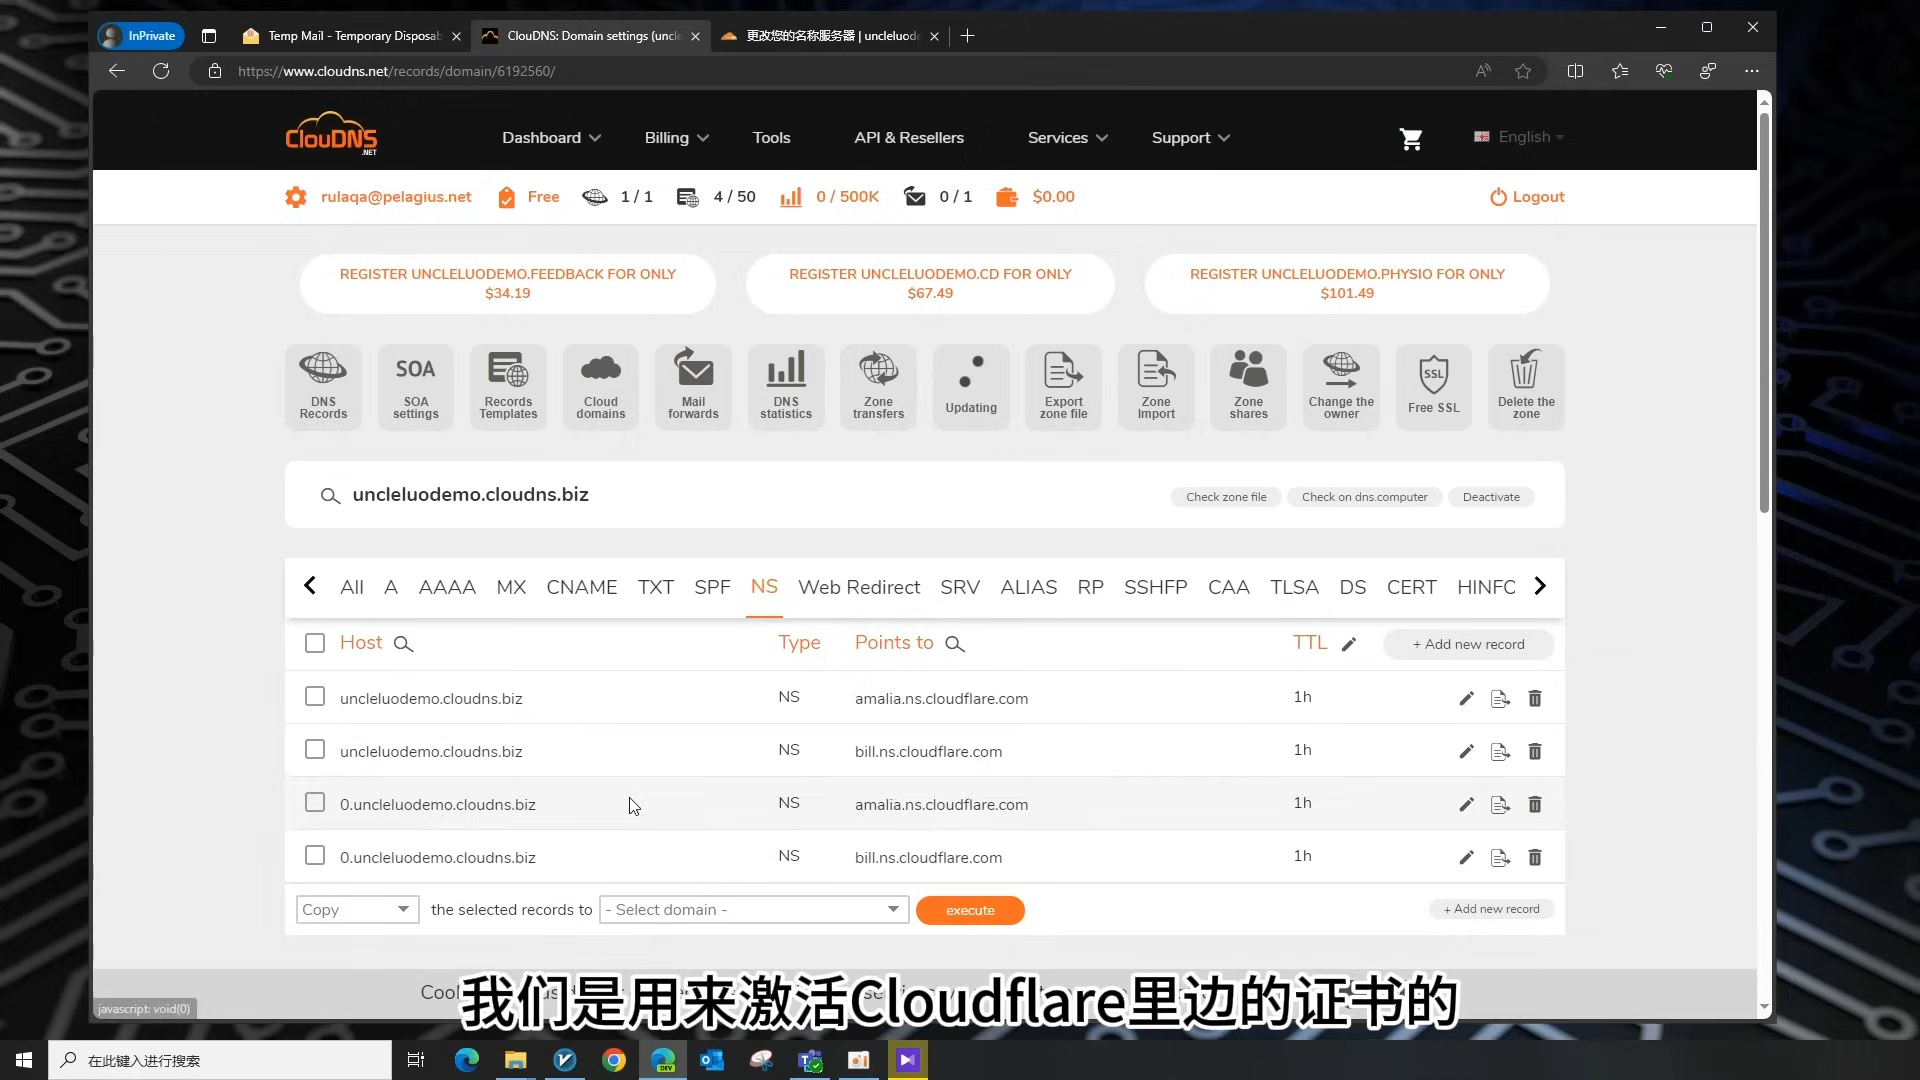 InPrivate
Temp Mail - Temporary Disposab
ClouDNS: Domain settings (uncle
更改您的名称服务器 | uncleluode
https://www.cloudns.net/records/domain/6192560/
ClouDNS
.NET
Dashboard
Billing
Tools
API & Resellers
Services
Support
English
rulaqa@pelagius.net
Free
1 / 1
4 / 50
0 / 500K
0 / 1
$0.00
Logout
REGISTER UNCLELUODEMO.FEEDBACK FOR ONLY
$34.19
REGISTER UNCLELUODEMO.CD FOR ONLY
$67.49
REGISTER UNCLELUODEMO.PHYSIO FOR ONLY
$101.49
DNS
Records
SOA
SOA
settings
Records
Templates
Cloud
domains
Mail
forwards
DNS
statistics
Zone
transfers
Updating
Export
zone file
Zone
Import
Zone
shares
Change the
owner
SSL
Free SSL
Delete the
zone
uncleluodemo.cloudns.biz
Check zone file
Check on dns.computer
Deactivate
All A AAAA MX CNAME TXT SPF NS Web Redirect SRV ALIAS RP SSHFP CAA TLSA DS CERT HINFO
Host
Type
Points to
TTL
+ Add new record
uncleluodemo.cloudns.biz NS amalia.ns.cloudflare.com 1h
uncleluodemo.cloudns.biz NS bill.ns.cloudflare.com 1h
0.uncleluodemo.cloudns.biz NS amalia.ns.cloudflare.com 1h
0.uncleluodemo.cloudns.biz NS bill.ns.cloudflare.com 1h
Copy
the selected records to
- Select domain -
execute
+ Add new record
我们是用来激活Cloudflare里边的证书的
javascript: void(0)
在此键入进行搜索
DEV